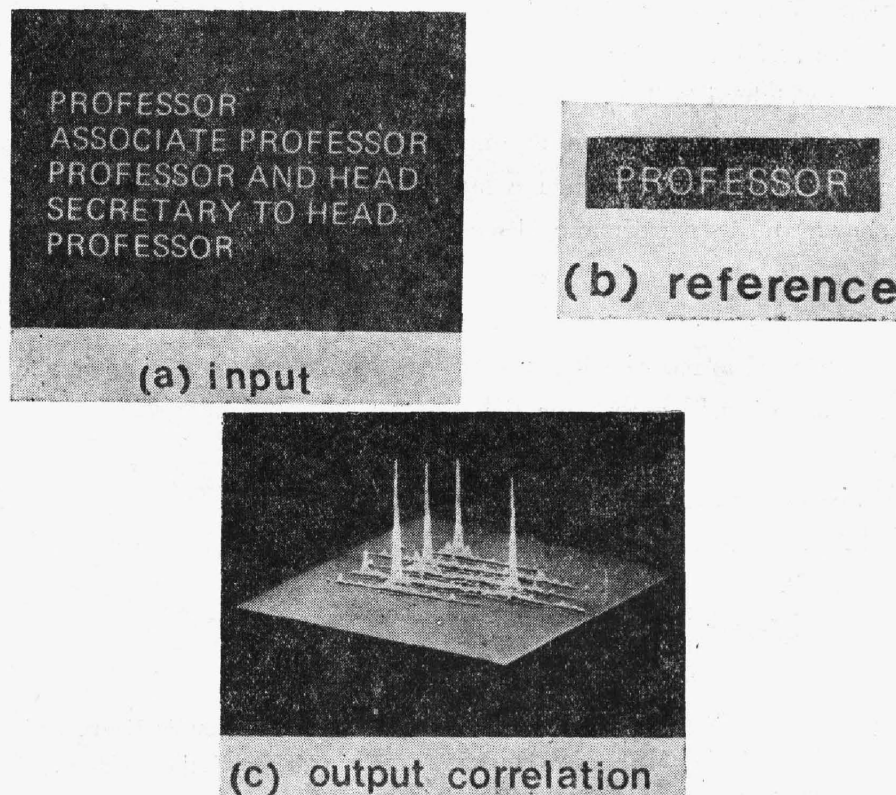 PROFESSOR
ASSOCIATE PROFESSOR
PROFESSOR AND HEAD
SECRETARY TO HEAD
PROFESSOR
(a) input
PROFESSOR
(b) reference
(c) output correlation